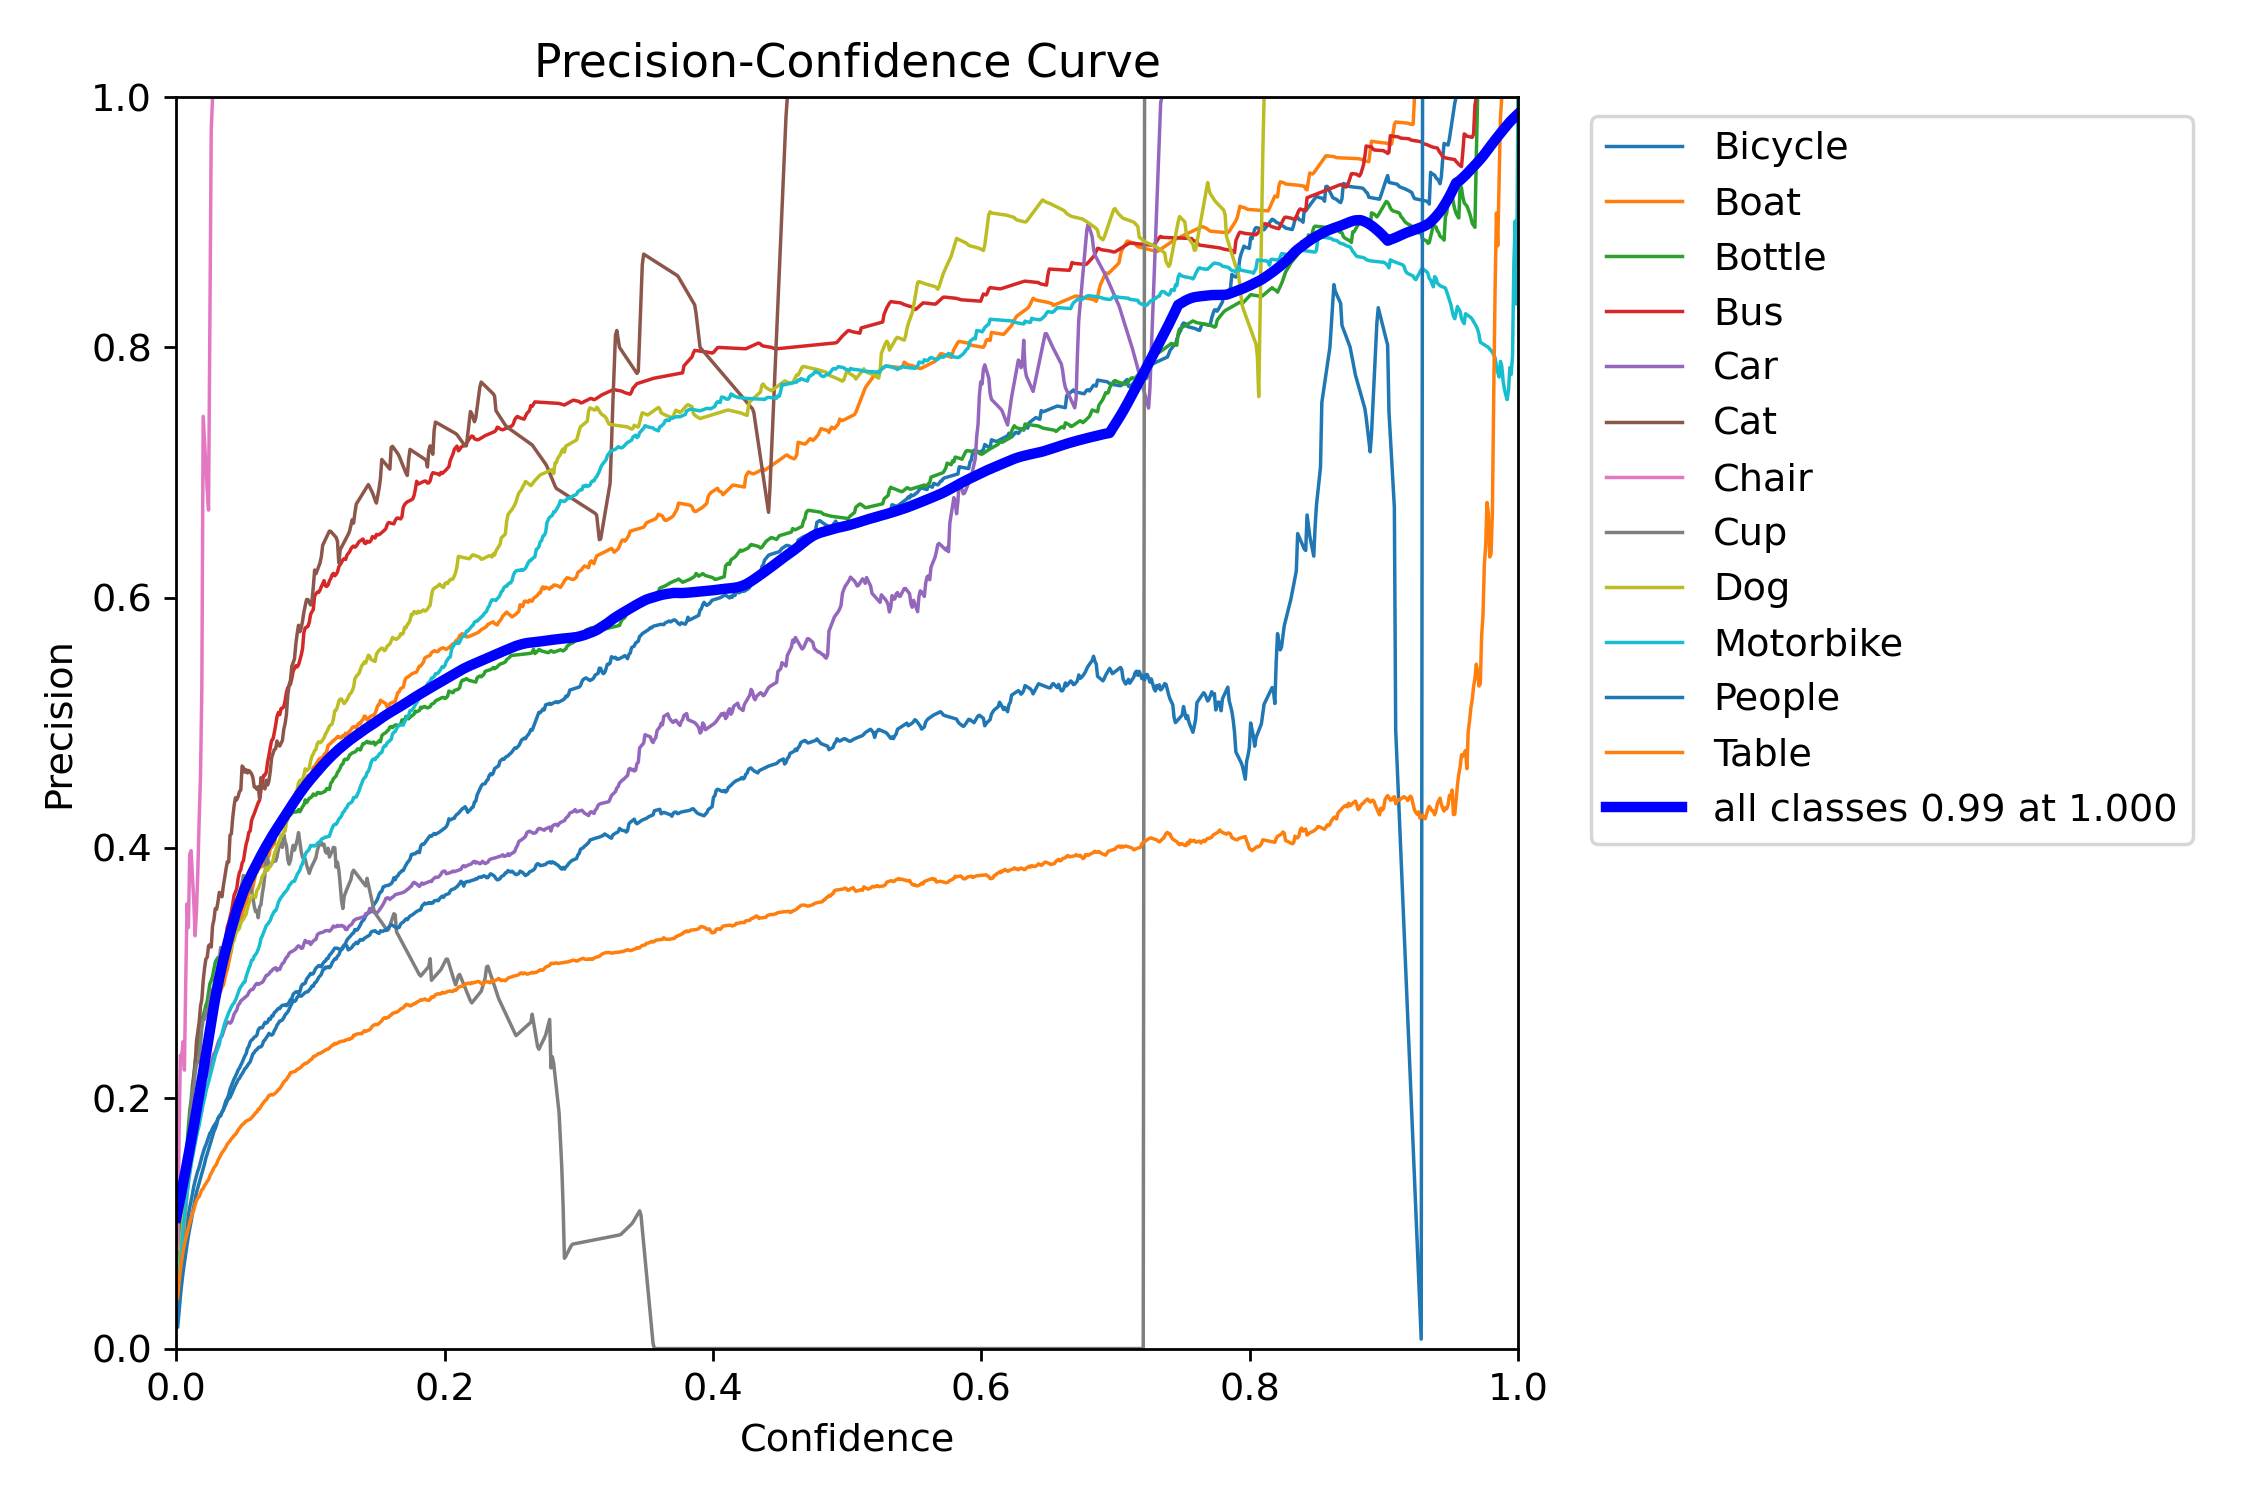 Precision-Confidence Curve
1.0
0.8
0.6
0.4
0.2
0.0
Precision
0.0 0.2 0.4 0.6 0.8 1.0
Confidence
Bicycle
Boat
Bottle
Bus
Car
Cat
Chair
Cup
Dog
Motorbike
People
Table
all classes 0.99 at 1.000